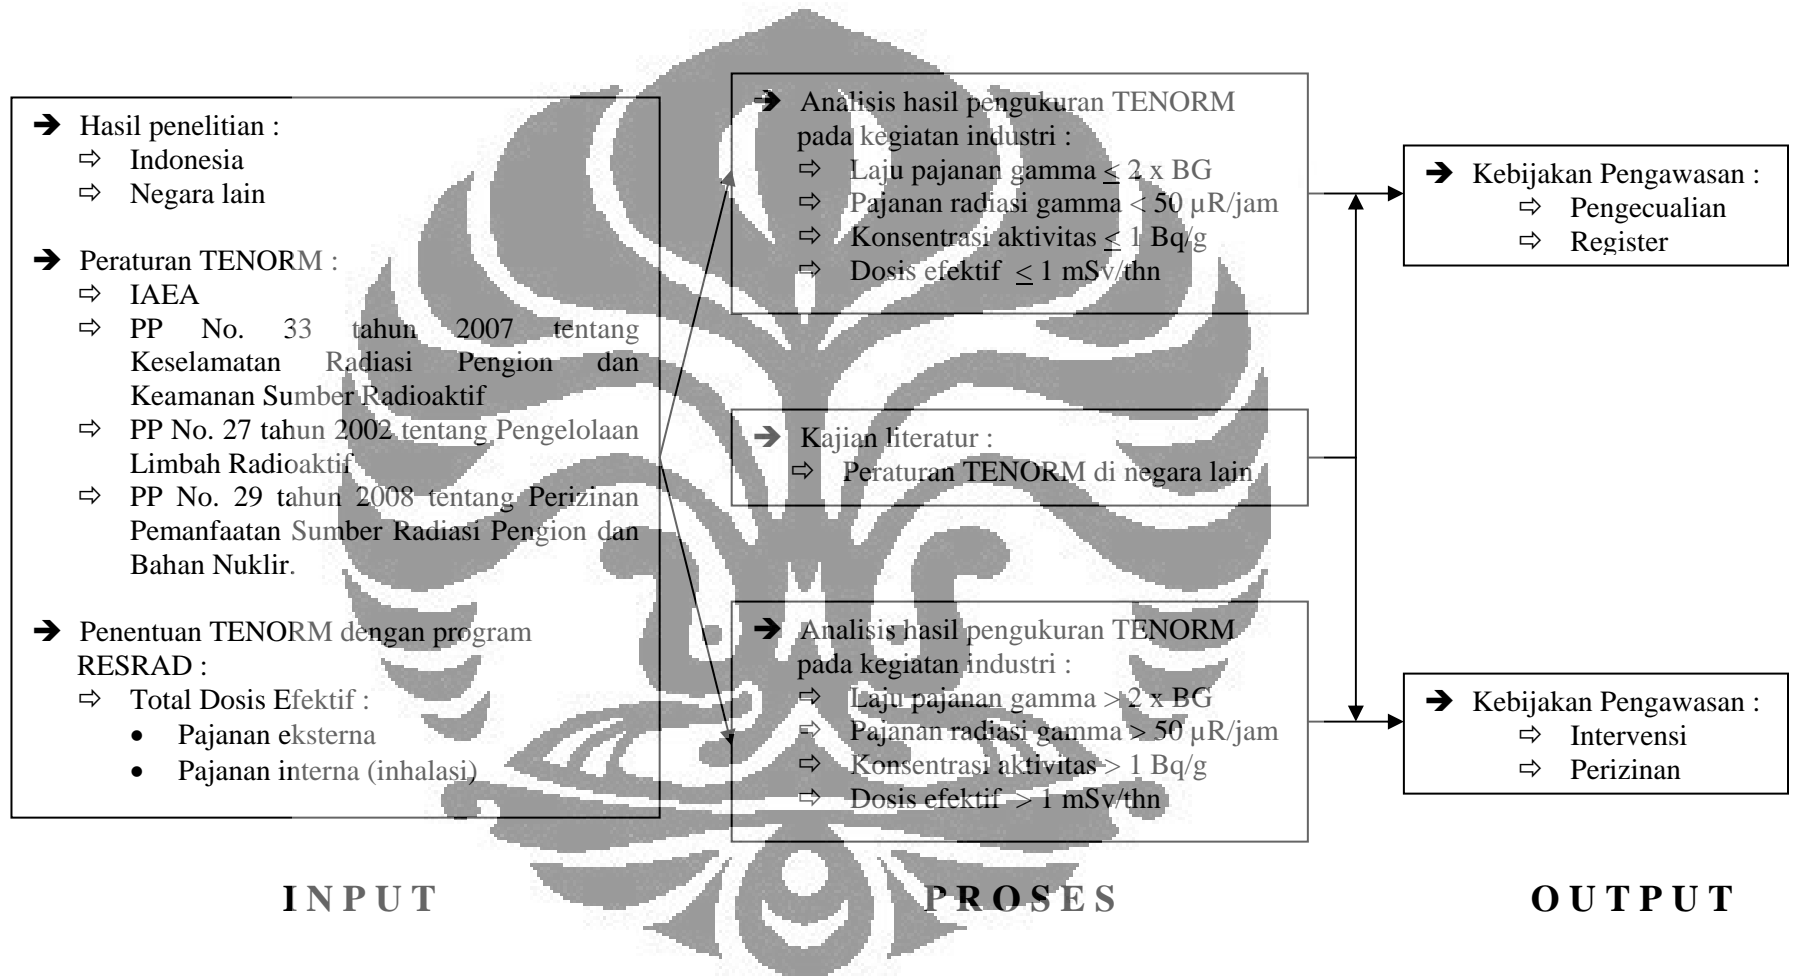 ➔ Hasil penelitian :
⇨ Indonesia
⇨ Negara lain
➔ Peraturan TENORM :
⇨ IAEA
⇨ PP No. 33 tahun 2007 tentang
Keselamatan Radiasi Pengion dan
Keamanan Sumber Radioaktif
⇨ PP No. 27 tahun 2002 tentang Pengelolaan
Limbah Radioaktif
⇨ PP No. 29 tahun 2008 tentang Perizinan
Pemanfaatan Sumber Radiasi Pengion dan
Bahan Nuklir.
➔ Penentuan TENORM dengan program
RESRAD :
⇨ Total Dosis Efektif :
• Pajanan eksterna
• Pajanan interna (inhalasi)
➔ Analisis hasil pengukuran TENORM
pada kegiatan industri :
⇨ Laju pajanan gamma ≤ 2 x BG
⇨ Pajanan radiasi gamma < 50 µR/jam
⇨ Konsentrasi aktivitas ≤ 1 Bq/g
⇨ Dosis efektif ≤ 1 mSv/thn
➔ Kajian literatur :
⇨ Peraturan TENORM di negara lain
➔ Analisis hasil pengukuran TENORM
pada kegiatan industri :
⇨ Laju pajanan gamma > 2 x BG
⇨ Pajanan radiasi gamma > 50 µR/jam
⇨ Konsentrasi aktivitas > 1 Bq/g
⇨ Dosis efektif > 1 mSv/thn
➔ Kebijakan Pengawasan :
⇨ Pengecualian
⇨ Register
➔ Kebijakan Pengawasan :
⇨ Intervensi
⇨ Perizinan
I N P U T
P R O S E S
O U T P U T